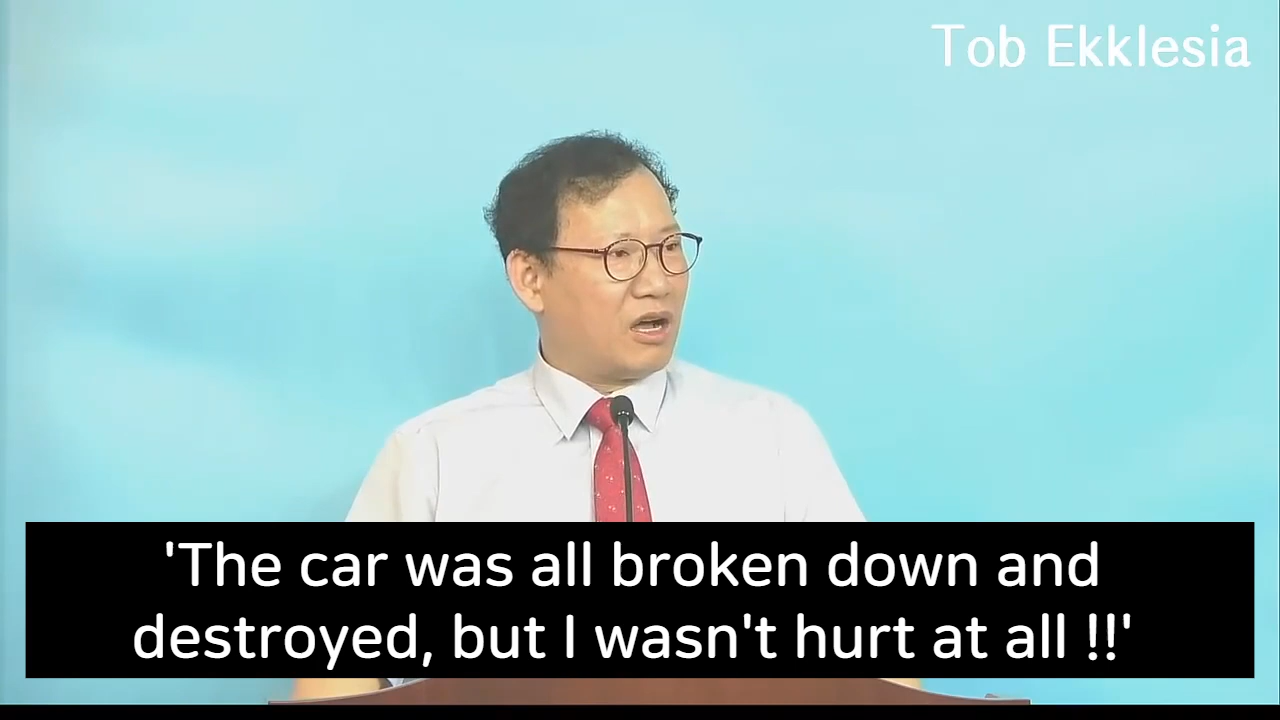 Tob Ekklesia
'The car was all broken down and
destroyed, but I wasn't hurt at all !!'